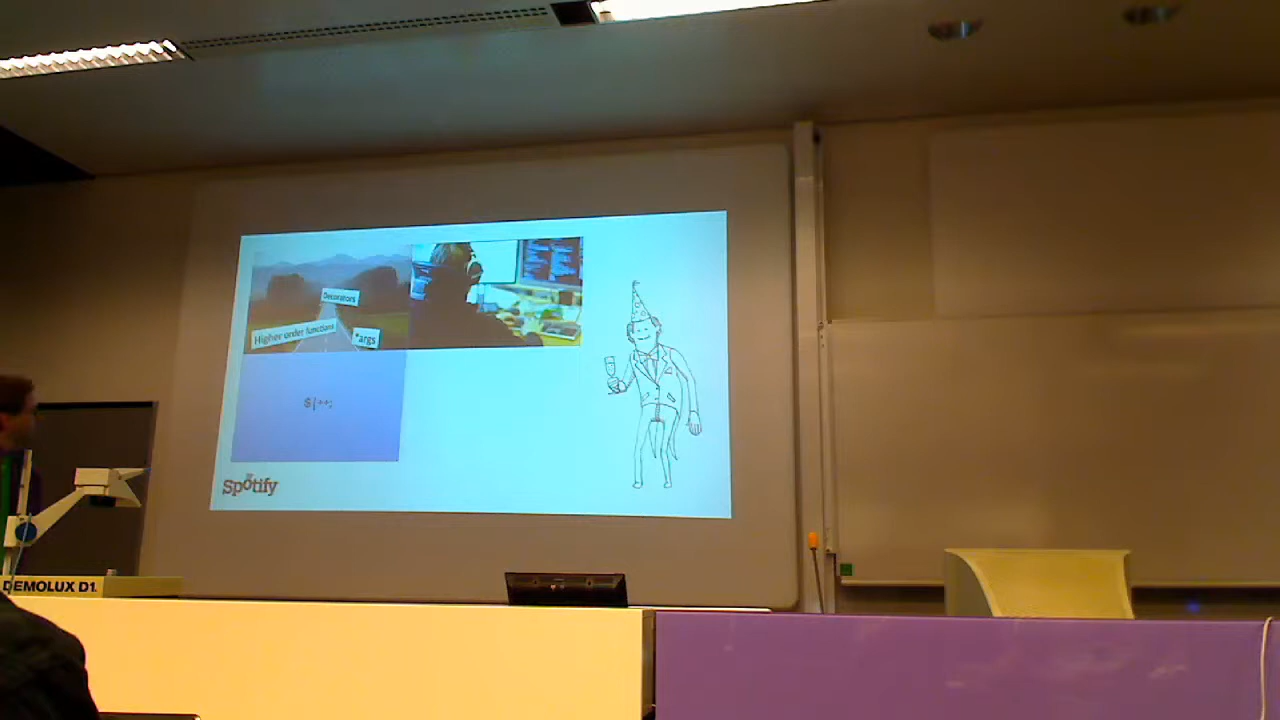 Decorators
Higher order functions
*args
Spotify
DEMOLUX D1